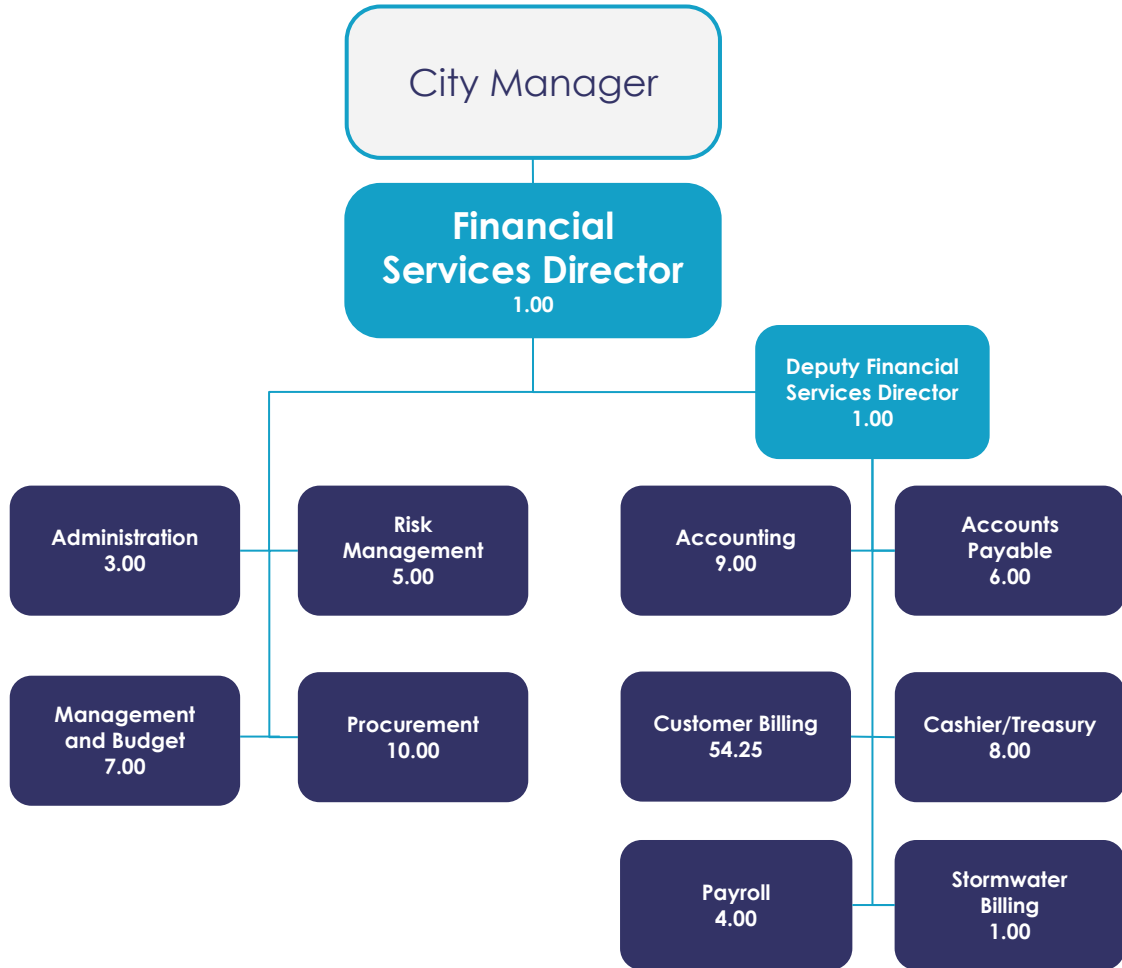 City Manager
Financial
Services Director
1.00
Deputy Financial
Services Director
1.00
Administration
3.00
Risk
Management
5.00
Accounting
9.00
Accounts
Payable
6.00
Management
and Budget
7.00
Procurement
10.00
Customer Billing
54.25
Cashier/Treasury
8.00
Payroll
4.00
Stormwater
Billing
1.00